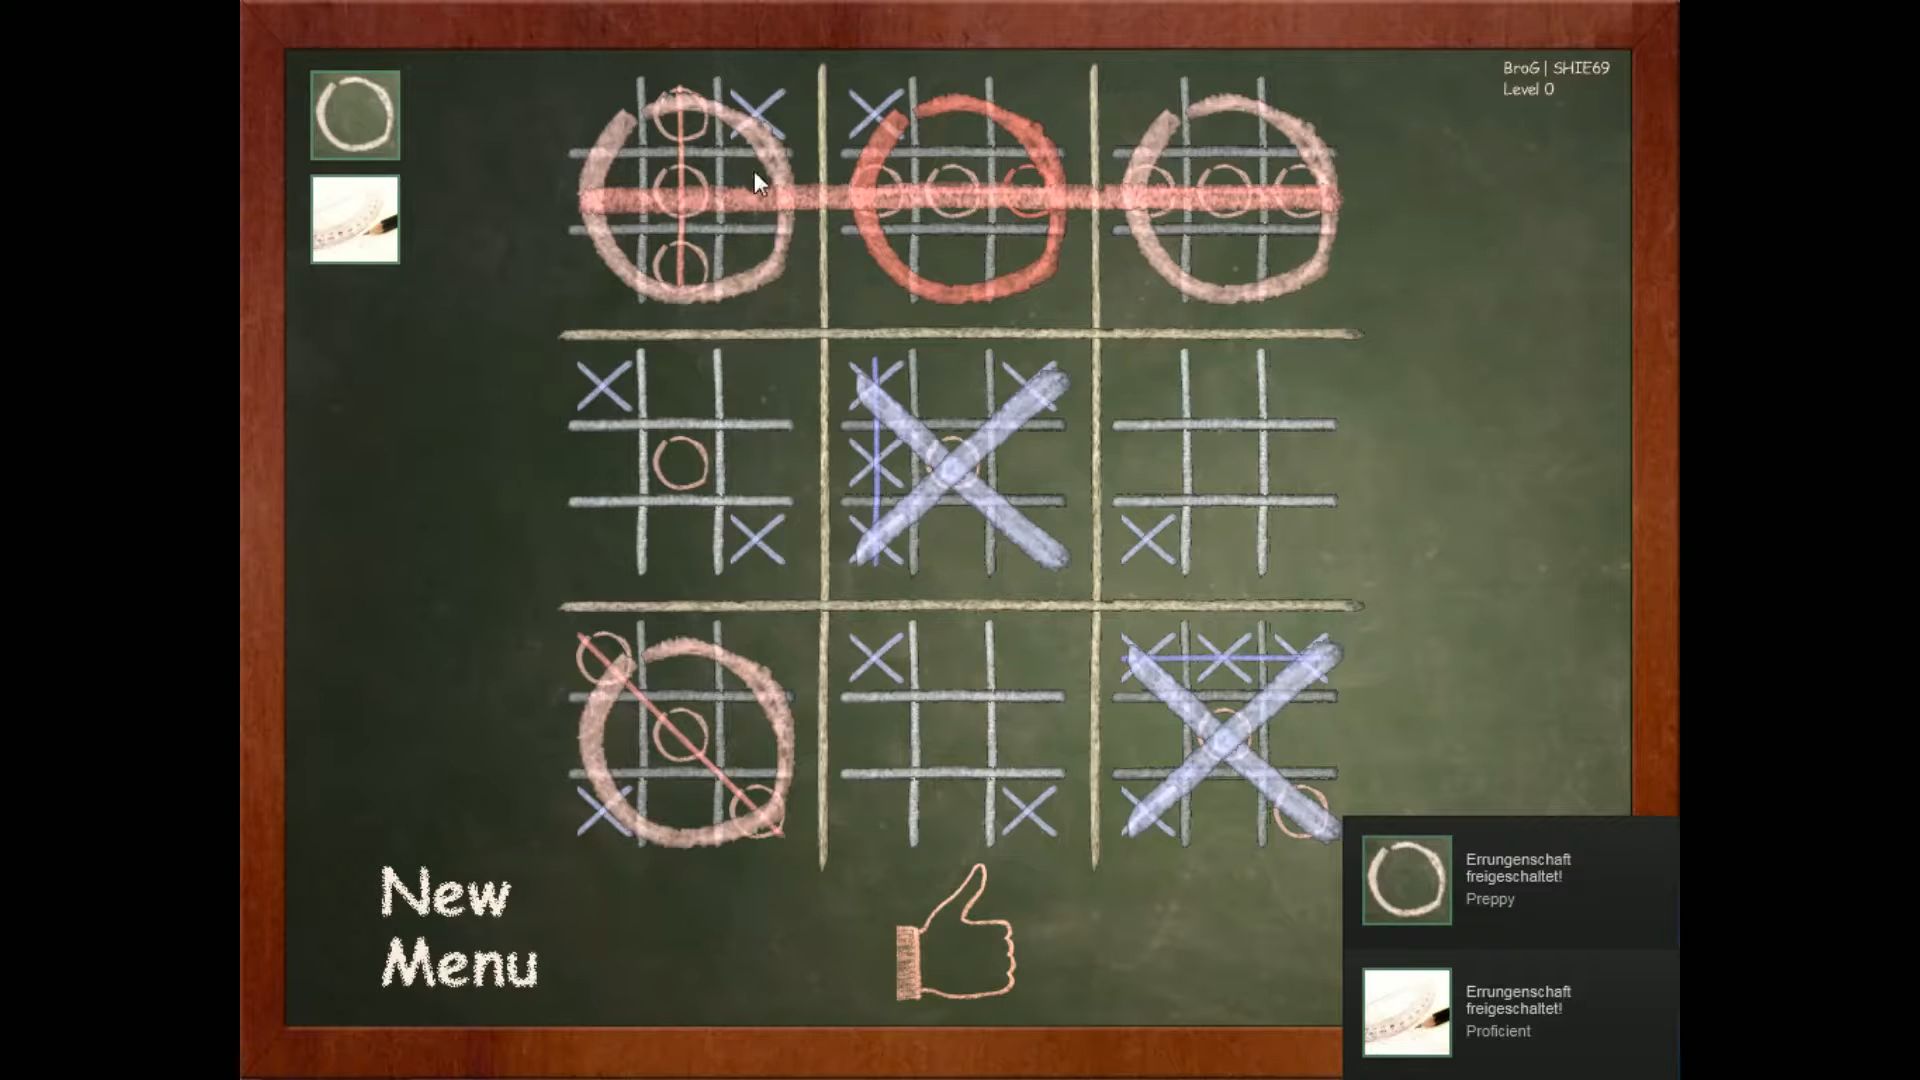 BroG | SHIE69
Level 0
New
Menu
Errungenschaft
freigeschaltet!
Preppy
Errungenschaft
freigeschaltet!
Proficient